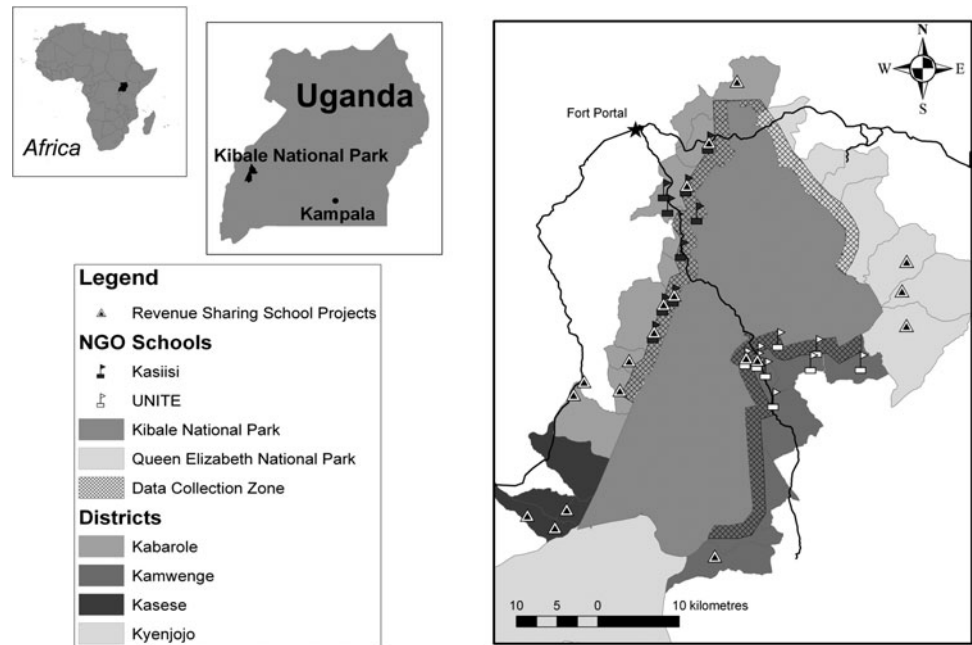 Africa
Uganda
Kibale National Park
Kampala
Legend
Revenue Sharing School Projects
NGO Schools
Kasiisi
UNITE
Kibale National Park
Queen Elizabeth National Park
Data Collection Zone
Districts
Kabarole
Kamwenge
Kasese
Kyenjojo
N
W E
S
Fort Portal
10 5 0 10 kilometres